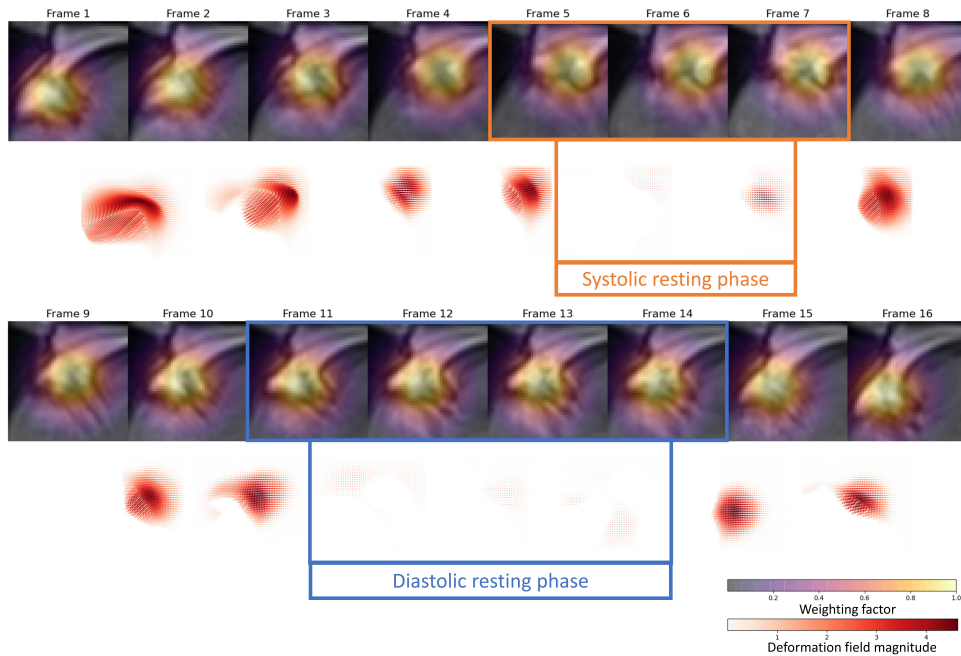 Frame 1 Frame 2 Frame 3 Frame 4 Frame 5 Frame 6 Frame 7 Frame 8
Systolic resting phase
Frame 9 Frame 10 Frame 11 Frame 12 Frame 13 Frame 14 Frame 15 Frame 16
Diastolic resting phase
0.2 0.4 0.6 0.8 1.0
Weighting factor
1 2 3 4
Deformation field magnitude